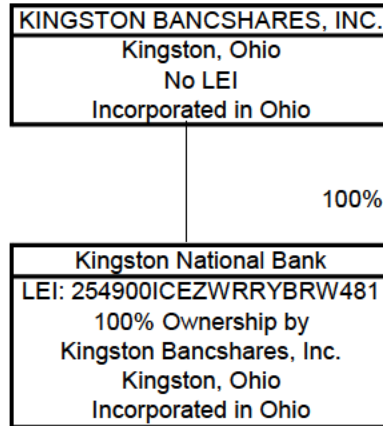 KINGSTON BANCSHARES, INC.
Kingston, Ohio
No LEI
Incorporated in Ohio
100%
Kingston National Bank
LEI: 254900ICEZWRRYBRW481
100% Ownership by
Kingston Bancshares, Inc.
Kingston, Ohio
Incorporated in Ohio